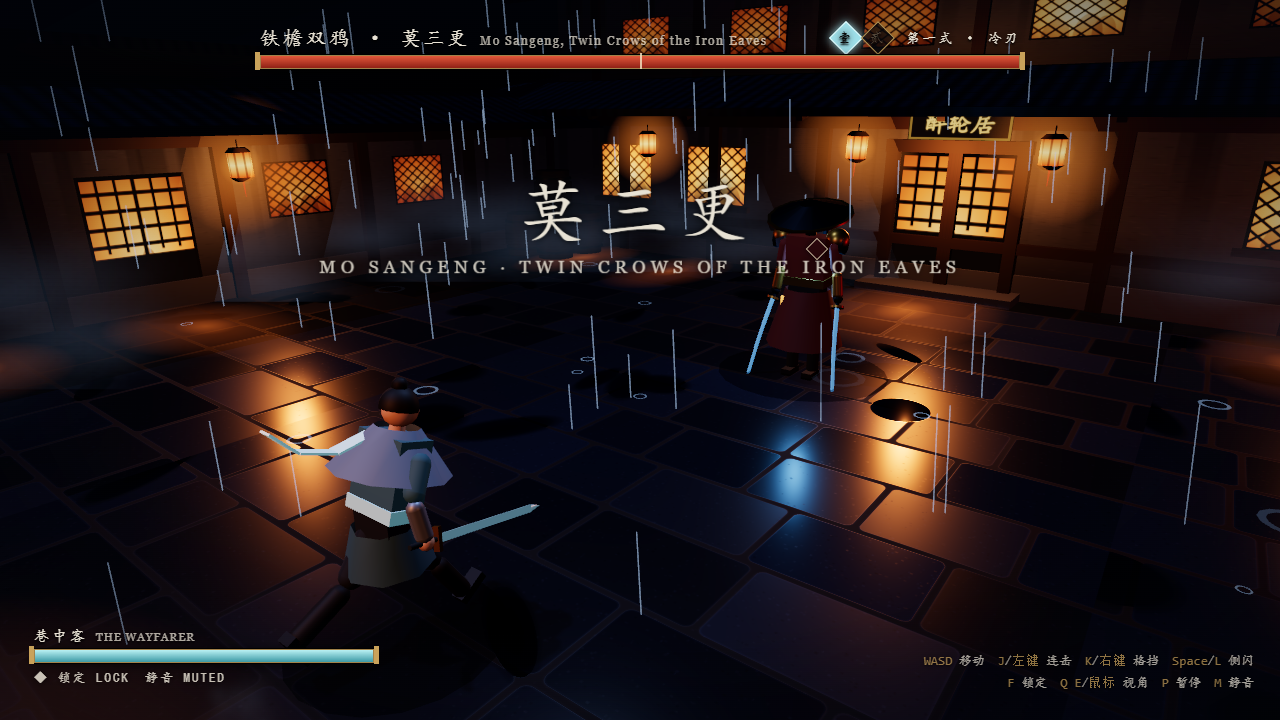 铁檐双鸦 • 莫三更 Mo Sangeng, Twin Crows of the Iron Eaves
壹 贰 第一式 • 冷刃
醉轮居
莫三更
MO SANGENG · TWIN CROWS OF THE IRON EAVES
巷中客 THE WAYFARER
◆ 锁定 LOCK 静音 MUTED
WASD 移动 J/左键 连击 K/右键 格挡 Space/L 侧闪
F 锁定 Q E/鼠标 视角 P 暂停 M 静音